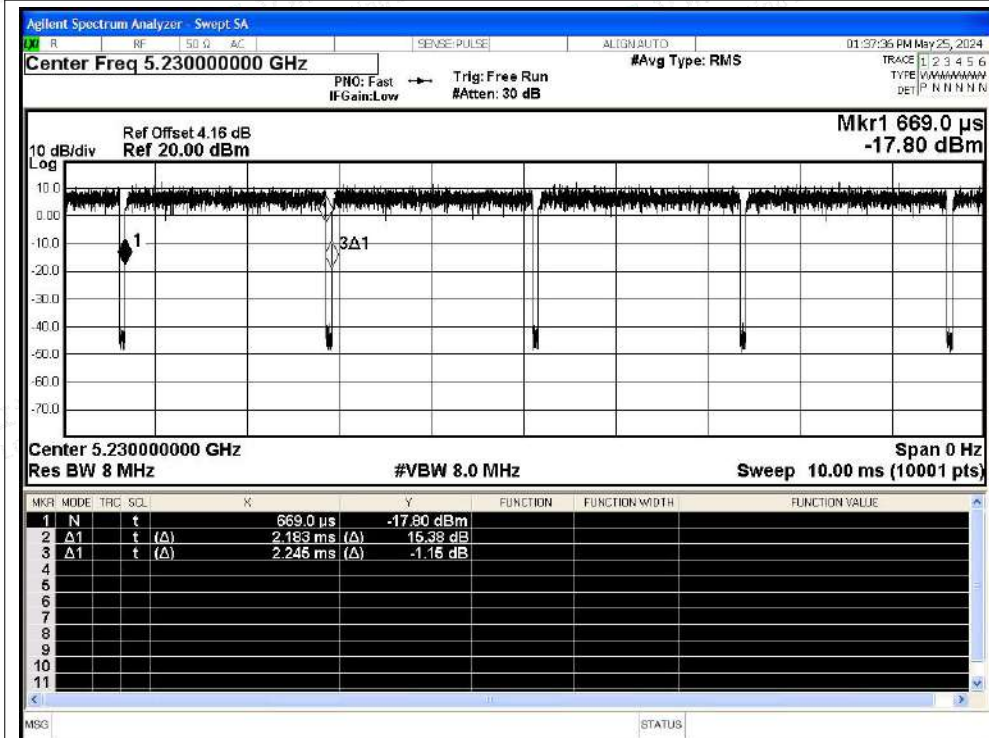 Agilent Spectrum Analyzer - Swept SA
LXI R RF 50 Ω AC SENSE:PULSE ALIGN AUTO 01:37:36 PM May 25, 2024
Center Freq 5.230000000 GHz #Avg Type: RMS TRACE 1 2 3 4 5 6
PNO: Fast Trig: Free Run TYPE WWWWWW
IFGain:Low #Atten: 30 dB DET P N N N N N
Mkr1 669.0 µs
Ref Offset 4.16 dB
10 dB/div Ref 20.00 dBm -17.80 dBm
Log
10.0
0.00
-10.0 1 3Δ1
-20.0
-30.0
-40.0
-50.0
-60.0
-70.0
Center 5.230000000 GHz Span 0 Hz
Res BW 8 MHz #VBW 8.0 MHz Sweep 10.00 ms (10001 pts)
MKR MODE TRC SCL X Y FUNCTION FUNCTION WIDTH FUNCTION VALUE
1 N t 669.0 µs -17.80 dBm
2 Δ1 t (Δ) 2.183 ms (Δ) 15.38 dB
3 Δ1 t (Δ) 2.245 ms (Δ) -1.15 dB
4
5
6
7
8
9
10
11
MSG STATUS